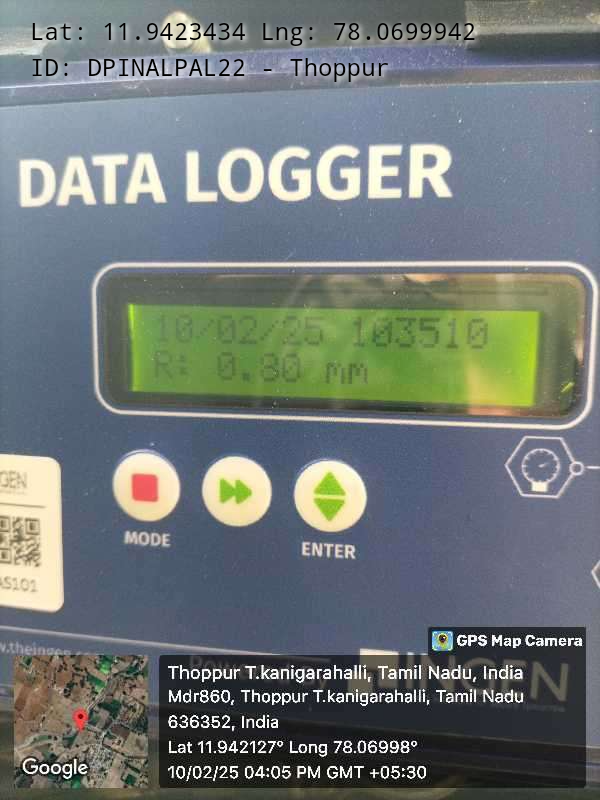 Lat: 11.9423434 Lng: 78.0699942
ID: DPINALPAL22 - Thoppur
DATA LOGGER
10/02/25 103510
R: 0.80 mm
MODE
ENTER
AS101
GPS Map Camera
Google
Thoppur T.kanigarahalli, Tamil Nadu, India
Mdr860, Thoppur T.kanigarahalli, Tamil Nadu
636352, India
Lat 11.942127° Long 78.06998°
10/02/25 04:05 PM GMT +05:30